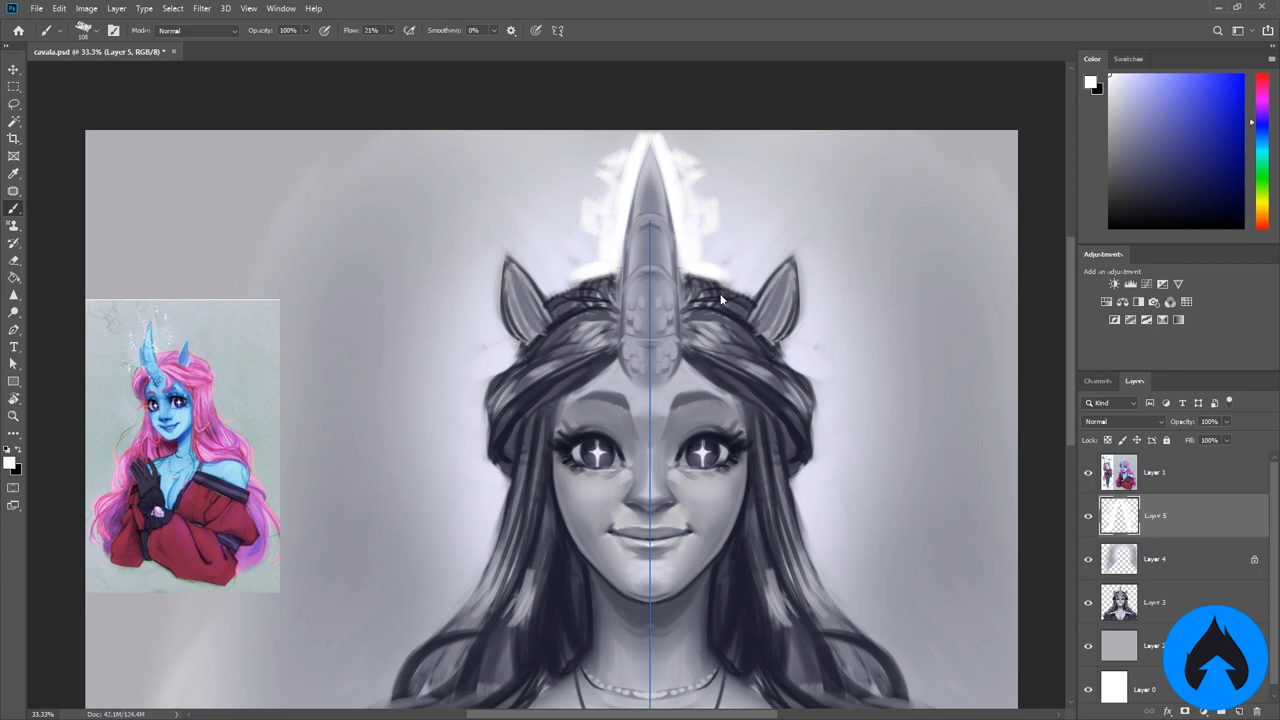 Ps File Edit Image Layer Type Select Filter 3D View Window Help
108 Mode: Normal Opacity: 100% Flow: 21% Smoothing: 0%
cavala.psd @ 33.3% (Layer 5, RGB/8) *
Color Swatches
Adjustments
Add an adjustment
Channels Layers
Kind
Normal Opacity: 100%
Lock: Fill: 100%
Layer 1
Layer 5
Layer 4
Layer 3
Layer
Layer 0
33.33% Doc: 42.1M/124.4M